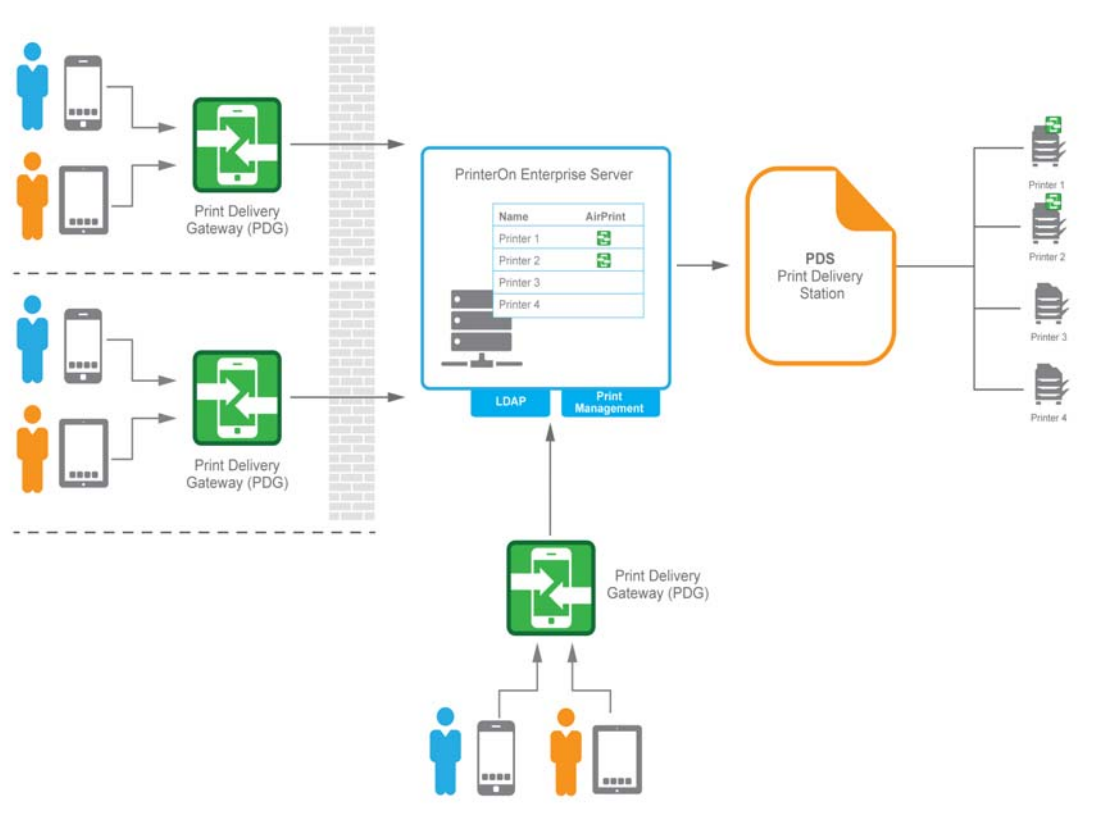 Print Delivery
Gateway (PDG)
Print Delivery
Gateway (PDG)
PrinterOn Enterprise Server
Name AirPrint
Printer 1
Printer 2
Printer 3
Printer 4
LDAP
Print
Management
PDS
Print Delivery
Station
Printer 1
Printer 2
Printer 3
Printer 4
Print Delivery
Gateway (PDG)